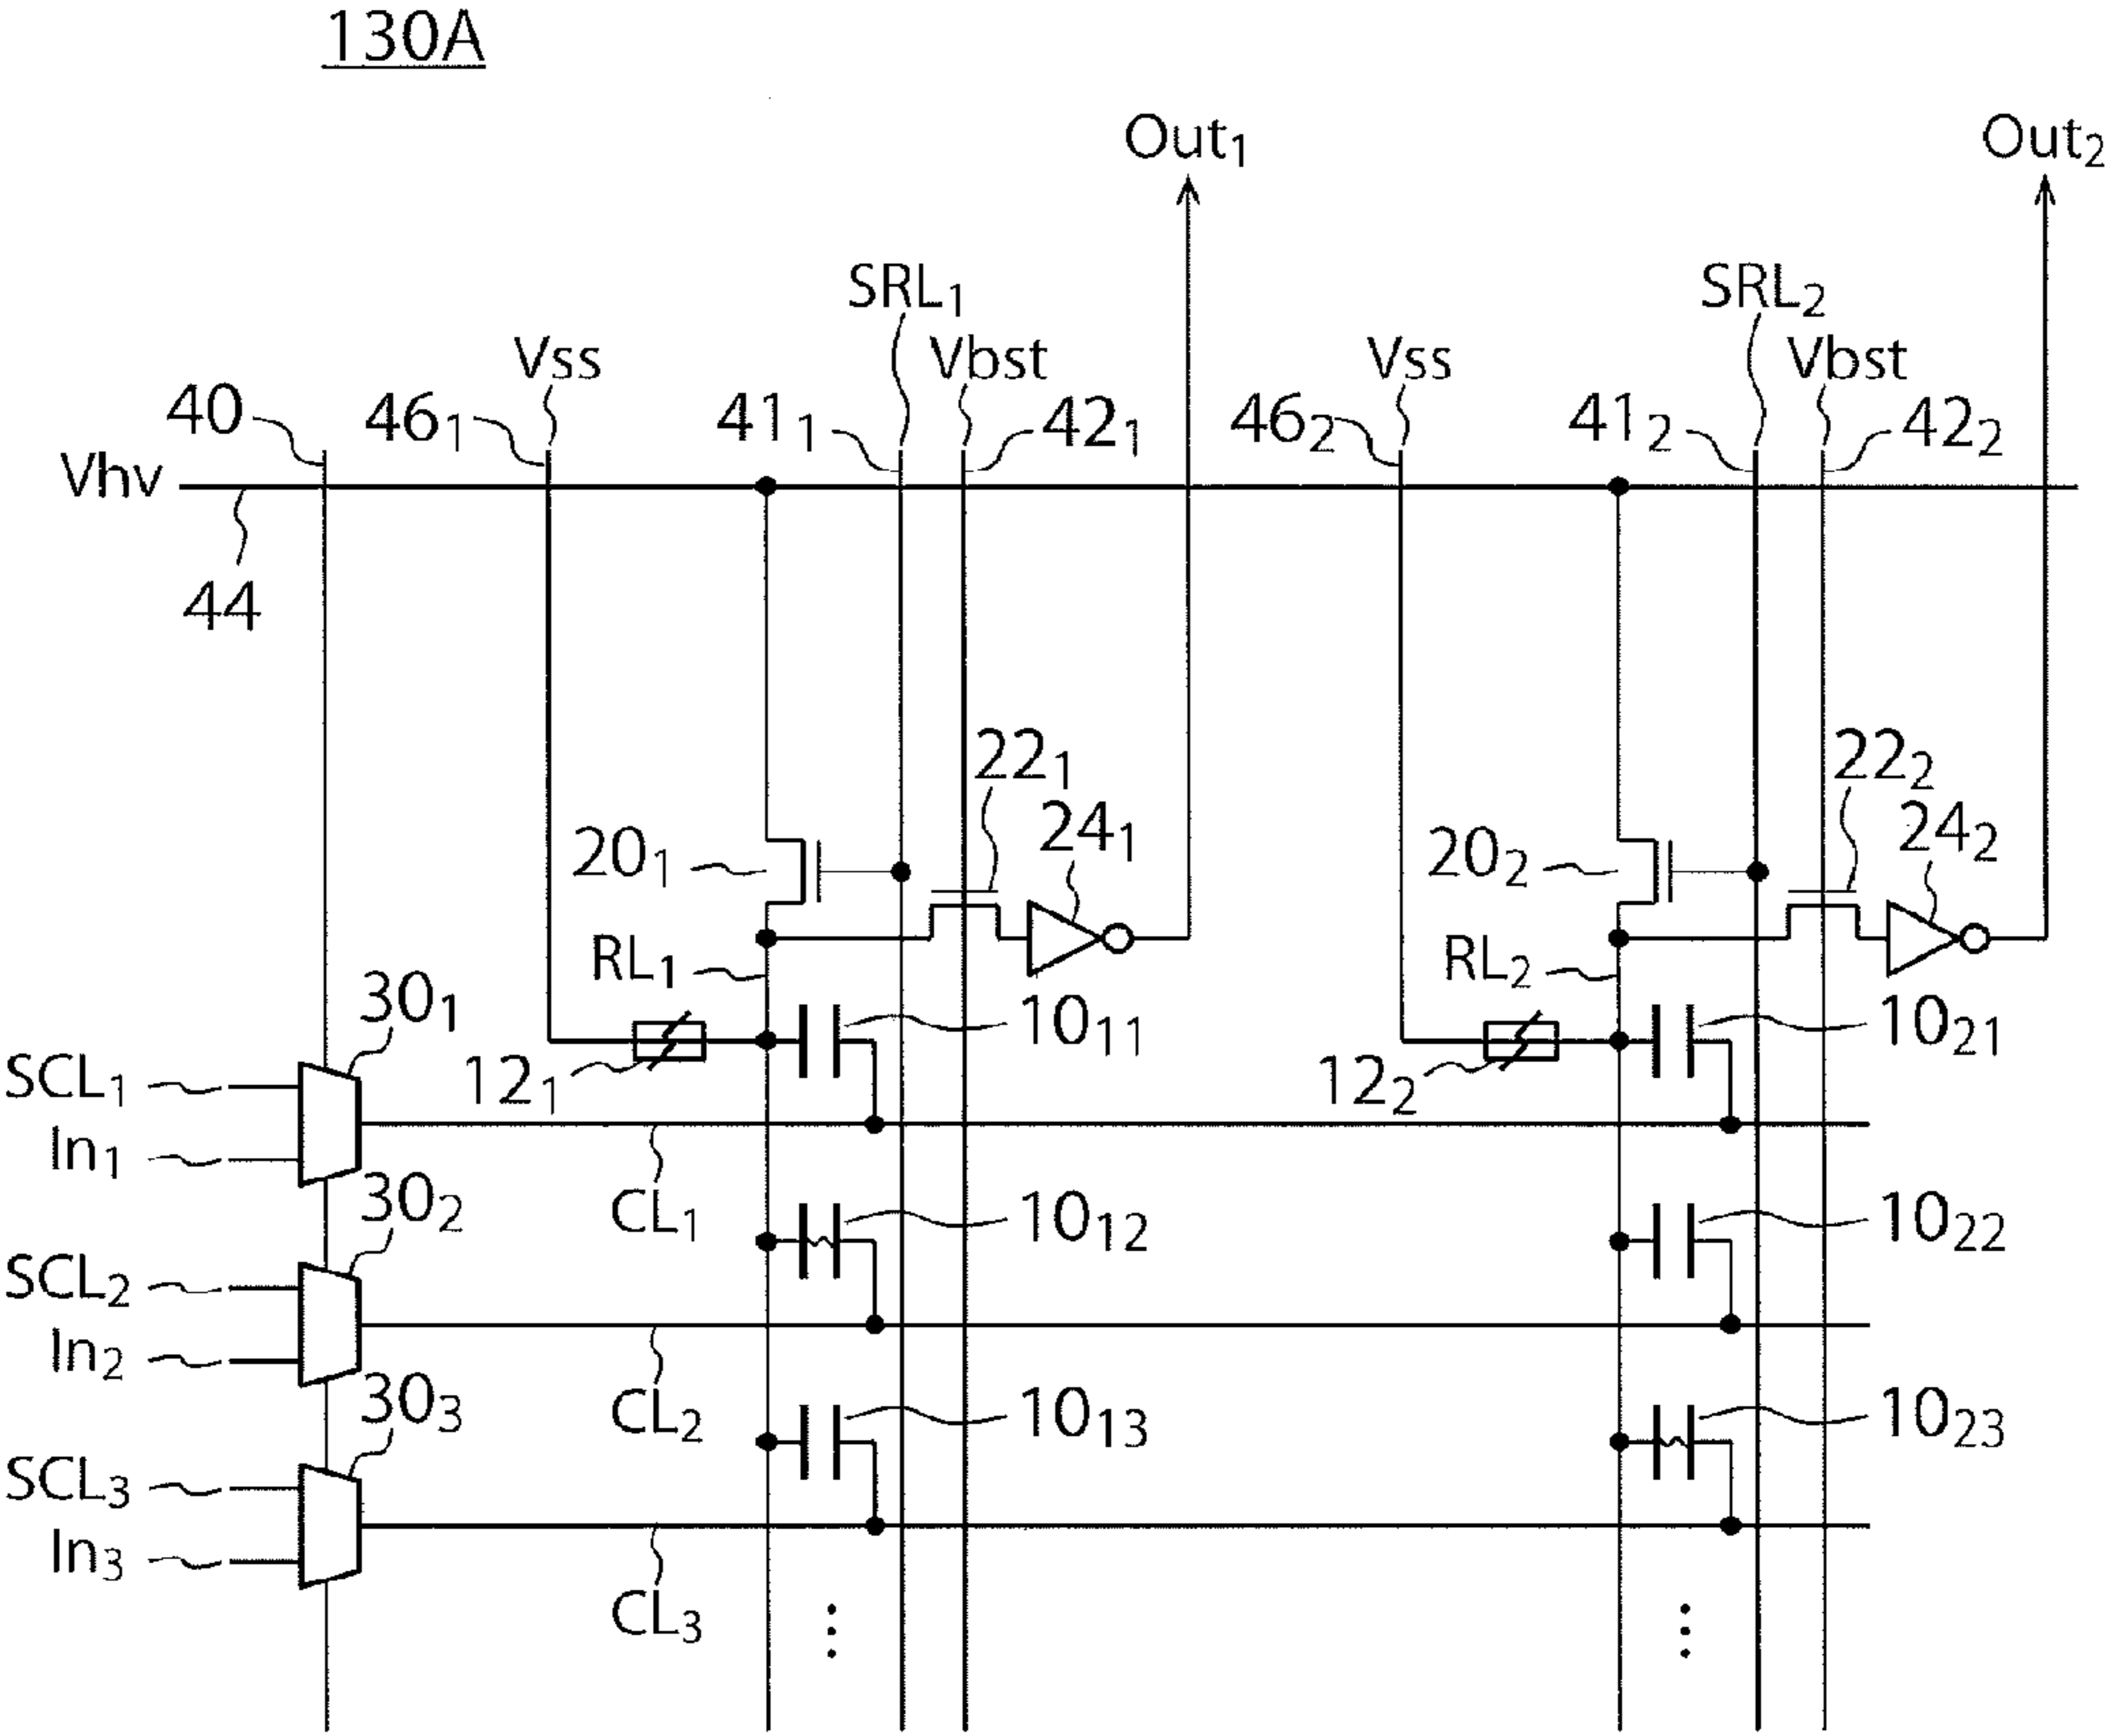 130A
Out₁ Out₂
SRL₁ SRL₂
Vss Vbst Vss Vbst
40 46₁ 41₁ 42₁ 46₂ 41₂ 42₂
Vhv
44
22₁ 22₂
20₁ 24₁ 20₂ 24₂
RL₁ RL₂
30₁ 10₁₁ 10₂₁
SCL₁ 12₁ 12₂
In₁
30₂ CL₁ 10₁₂ 10₂₂
SCL₂
In₂
30₃ CL₂ 10₁₃ 10₂₃
SCL₃
In₃
CL₃ ⋮ ⋮